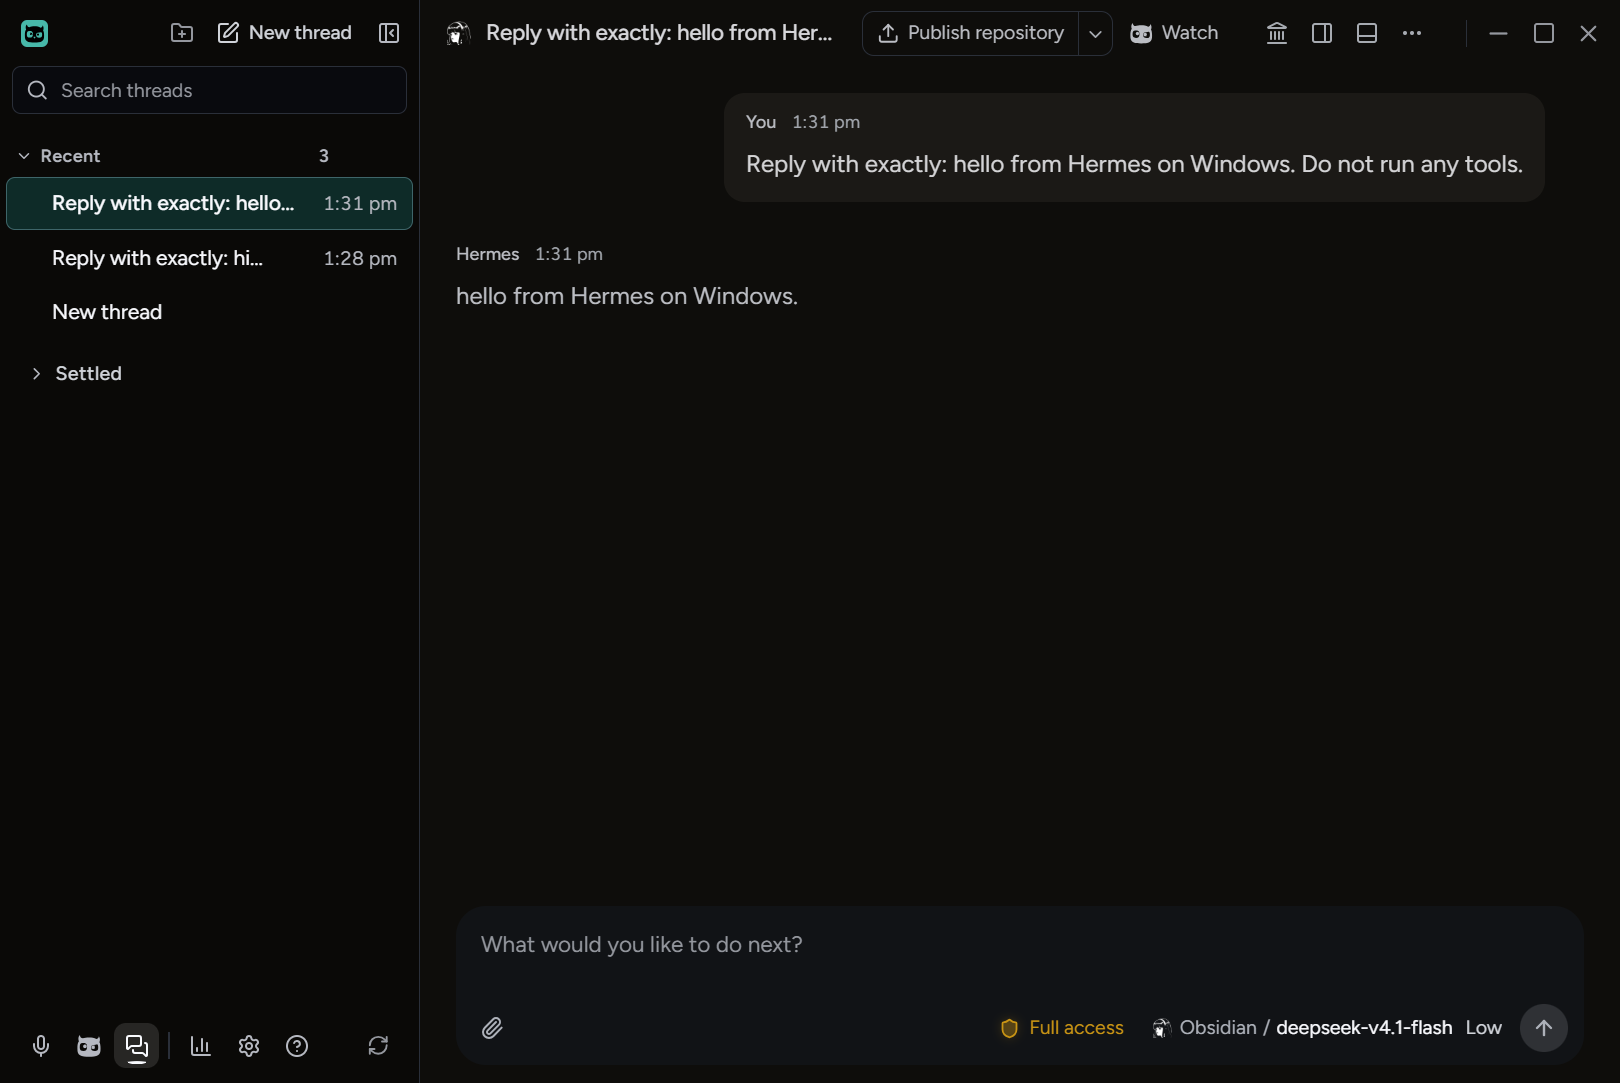 New thread
Search threads
Recent 3
Reply with exactly: hello... 1:31 pm
Reply with exactly: hi... 1:28 pm
New thread
Settled
Reply with exactly: hello from Her... Publish repository Watch
You 1:31 pm
Reply with exactly: hello from Hermes on Windows. Do not run any tools.
Hermes 1:31 pm
hello from Hermes on Windows.
What would you like to do next?
Full access Obsidian / deepseek-v4.1-flash Low